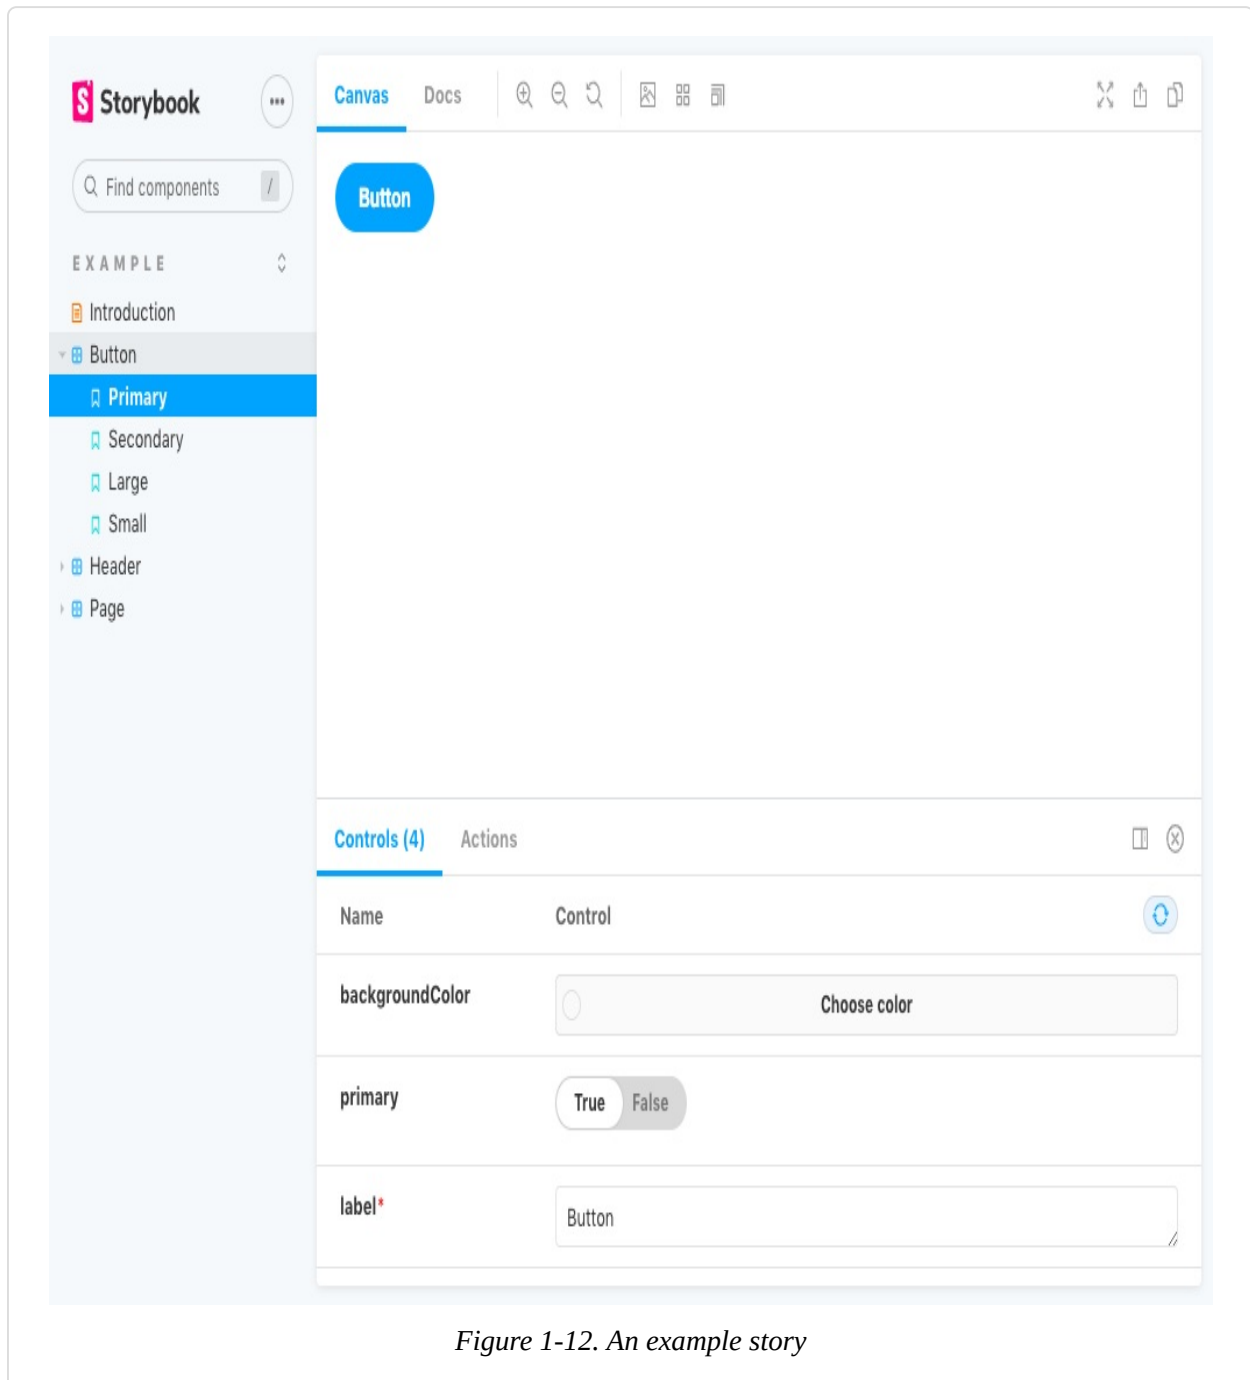 Storybook
Find components /
EXAMPLE
Introduction
Button
Primary
Secondary
Large
Small
Header
Page
Canvas Docs
Button
Controls (4) Actions
Name Control
backgroundColor Choose color
primary True False
label* Button
Figure 1-12. An example story